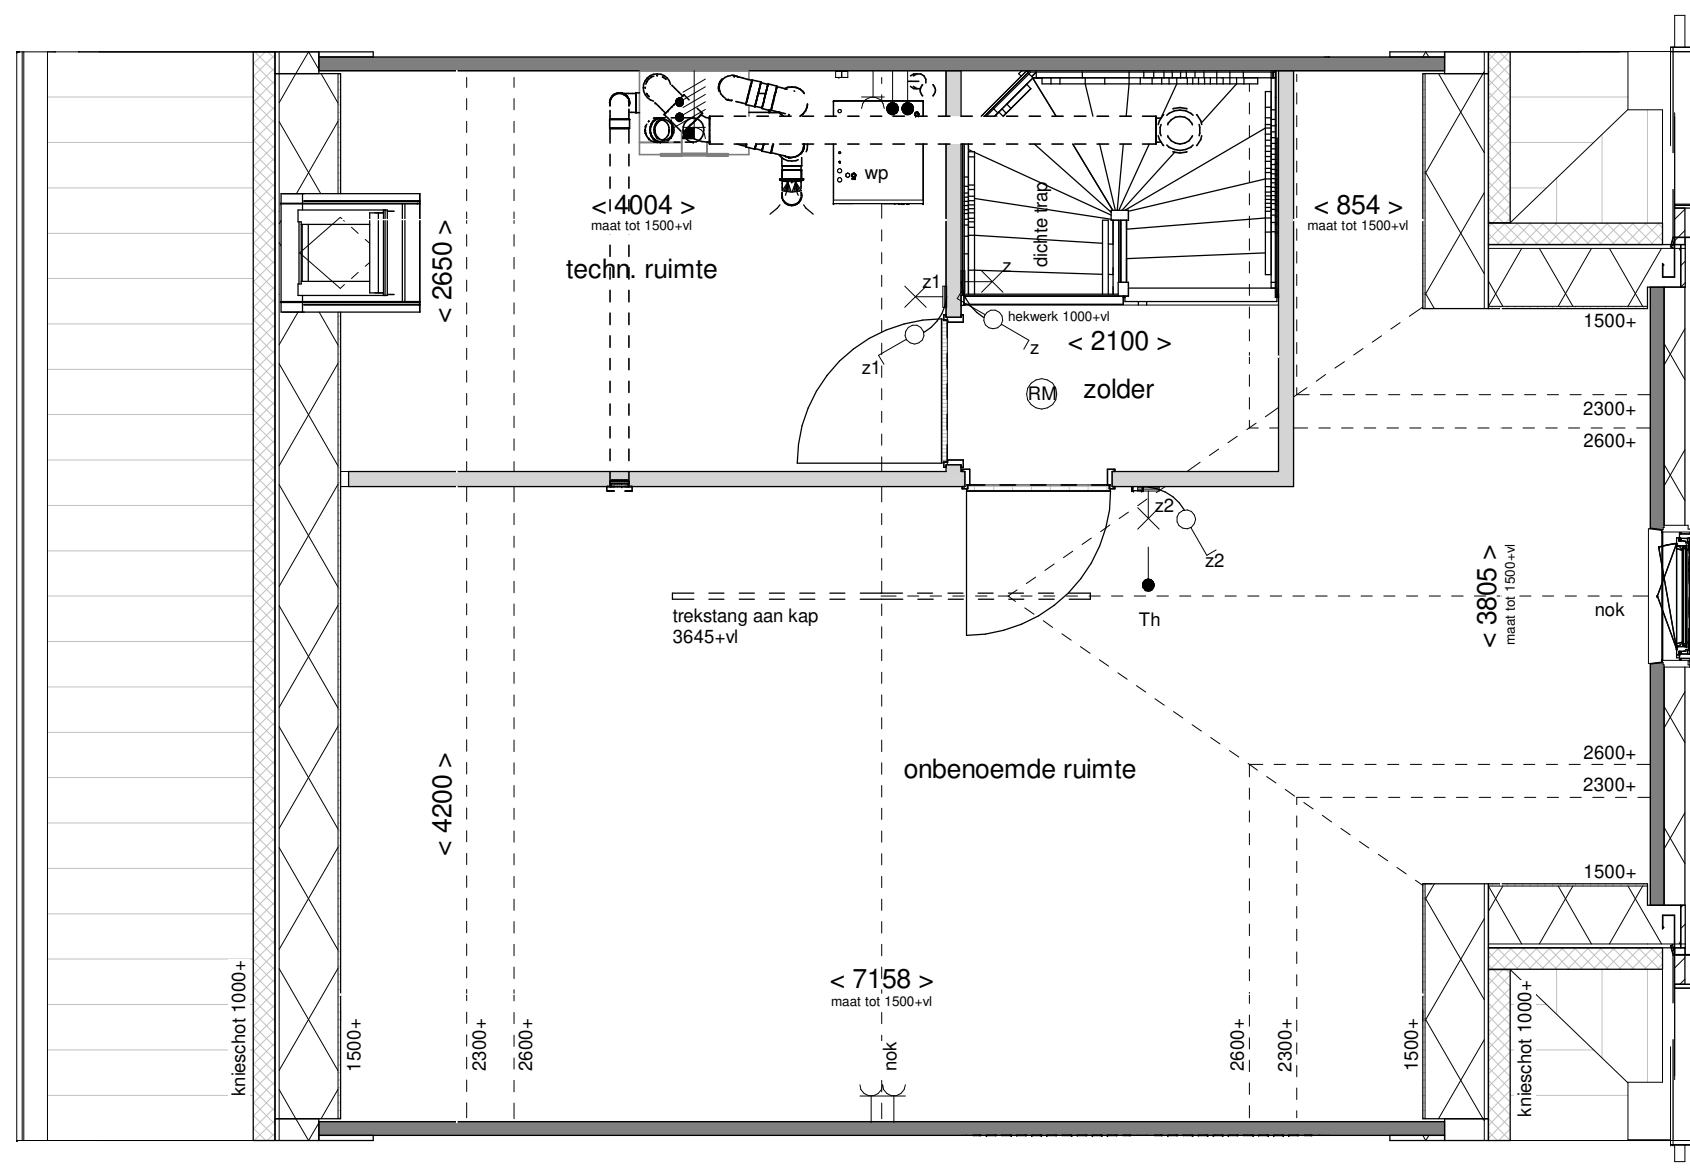 wp
< 4004 >
maat tot 1500+vl
< 854 >
maat tot 1500+vl
dichte trap
techn. ruimte
< 2650 >
z1
z
hekwerk 1000+vl
z
< 2100 >
z1
RM
zolder
1500+
2300+
2600+
z2
z2
trekstang aan kap
3645+vl
Th
< 3805 >
maat tot 1500+vl
nok
onbenoemde ruimte
2600+
2300+
1500+
< 4200 >
< 7158 >
maat tot 1500+vl
knieschot 1000+
1500+
2300+
2600+
nok
2600+
2300+
1500+
knieschot 1000+